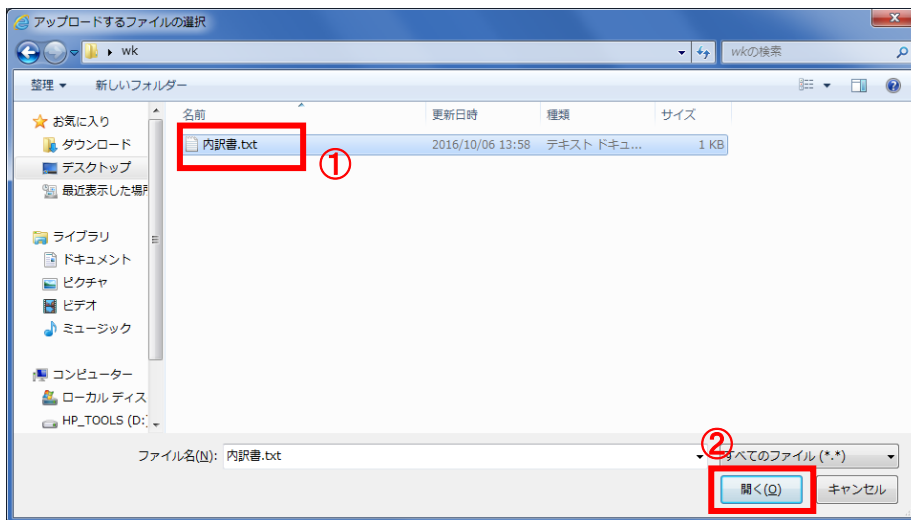 アップロードするファイルの選択
wk
wkの検索
整理 新しいフォルダー
名前 更新日時 種類 サイズ
内訳書.txt 2016/10/06 13:58 テキスト ドキュ... 1 KB
①
お気に入り
ダウンロード
デスクトップ
最近表示した場所
ライブラリ
ドキュメント
ピクチャ
ビデオ
ミュージック
コンピューター
ローカル ディス
HP_TOOLS (D:)
ファイル名(N): 内訳書.txt
②
すべてのファイル (*.*)
開く(O) キャンセル